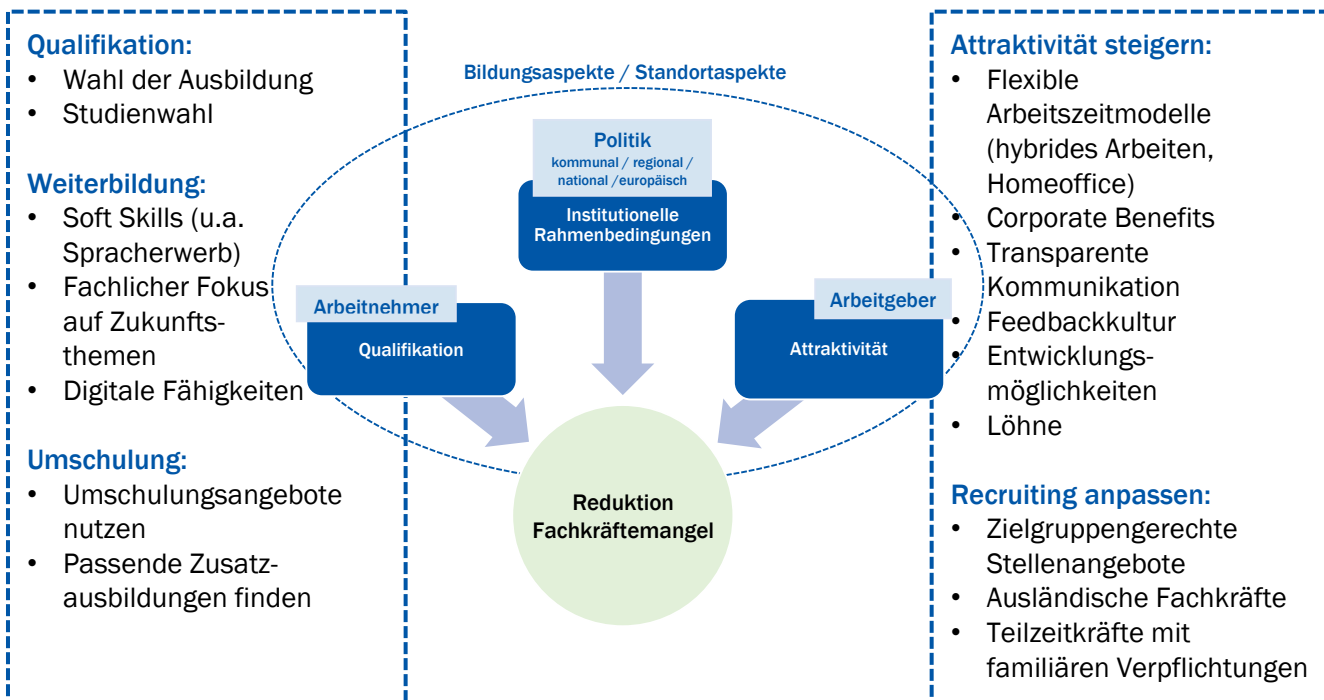 Qualifikation:
• Wahl der Ausbildung
• Studienwahl
Weiterbildung:
• Soft Skills (u.a.
Spracherwerb)
• Fachlicher Fokus
auf Zukunfts-
themen
• Digitale Fähigkeiten
Umschulung:
• Umschulungsangebote
nutzen
• Passende Zusatz-
ausbildungen finden
Bildungsaspekte / Standortaspekte
Politik
kommunal / regional /
national /europäisch
Institutionelle
Rahmenbedingungen
Arbeitnehmer
Qualifikation
Arbeitgeber
Attraktivität
Reduktion
Fachkräftemangel
Attraktivität steigern:
• Flexible
Arbeitszeitmodelle
(hybrides Arbeiten,
Homeoffice)
• Corporate Benefits
• Transparente
Kommunikation
• Feedbackkultur
• Entwicklungs-
möglichkeiten
• Löhne
Recruiting anpassen:
• Zielgruppengerechte
Stellenangebote
• Ausländische Fachkräfte
• Teilzeitkräfte mit
familiären Verpflichtungen